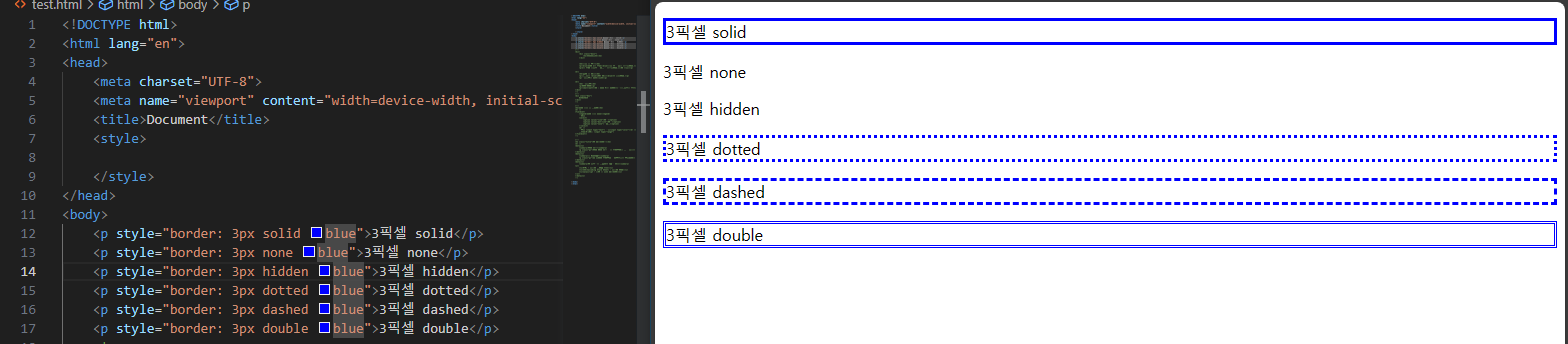 test.html > html > body > p
1 <!DOCTYPE html>
2 <html lang="en">
3 <head>
4 <meta charset="UTF-8">
5 <meta name="viewport" content="width=device-width, initial-sc
6 <title>Document</title>
7 <style>
8
9 </style>
10 </head>
11 <body>
12 <p style="border: 3px solid blue">3픽셀 solid</p>
13 <p style="border: 3px none blue">3픽셀 none</p>
14 <p style="border: 3px hidden blue">3픽셀 hidden</p>
15 <p style="border: 3px dotted blue">3픽셀 dotted</p>
16 <p style="border: 3px dashed blue">3픽셀 dashed</p>
17 <p style="border: 3px double blue">3픽셀 double</p>
3픽셀 solid
3픽셀 none
3픽셀 hidden
3픽셀 dotted
3픽셀 dashed
3픽셀 double